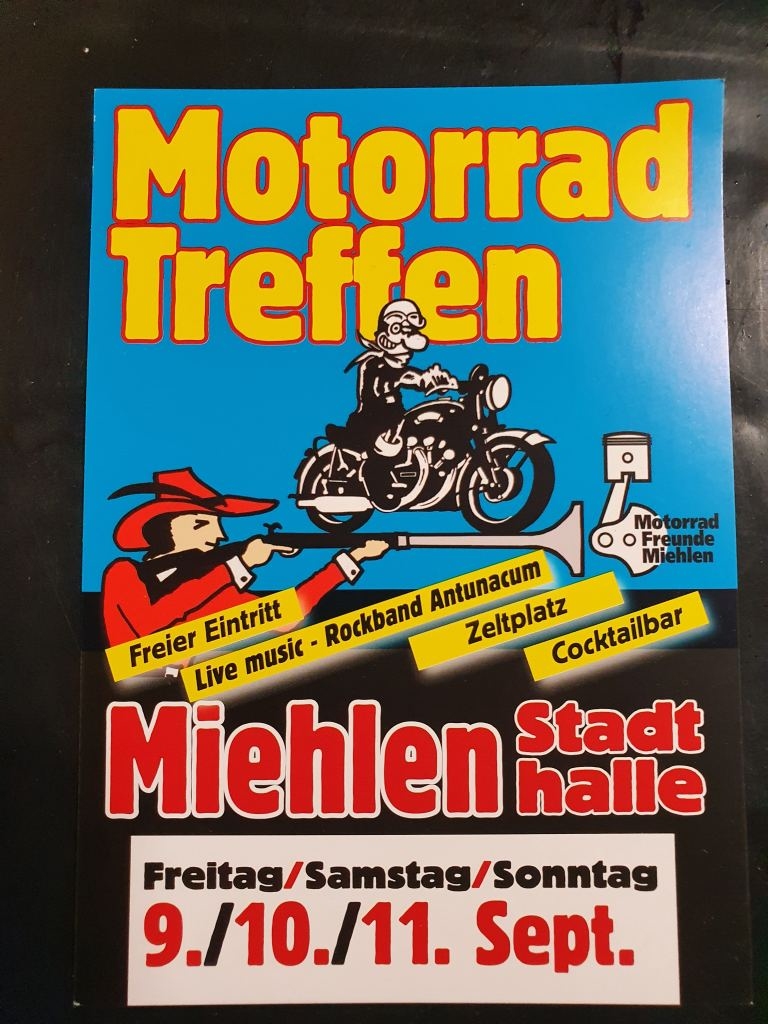 Motorrad
Treffen
Motorrad
Freunde
Miehlen
Freier Eintritt
Live music - Rockband Antunacum
Zeltplatz
Cocktailbar
Miehlen Stadt
halle
Freitag/Samstag/Sonntag
9./10./11. Sept.